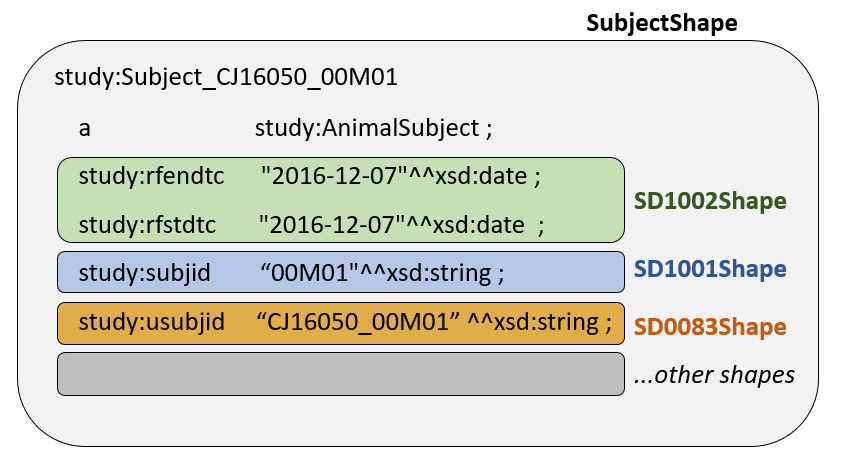 SubjectShape
study:Subject_CJ16050_00M01
a study:AnimalSubject ;
study:rfendtc "2016-12-07"^^xsd:date ;
study:rfstdtc "2016-12-07"^^xsd:date ;
SD1002Shape
study:subjid “00M01"^^xsd:string ; SD1001Shape
study:usubjid “CJ16050_00M01” ^^xsd:string ; SD0083Shape
...other shapes